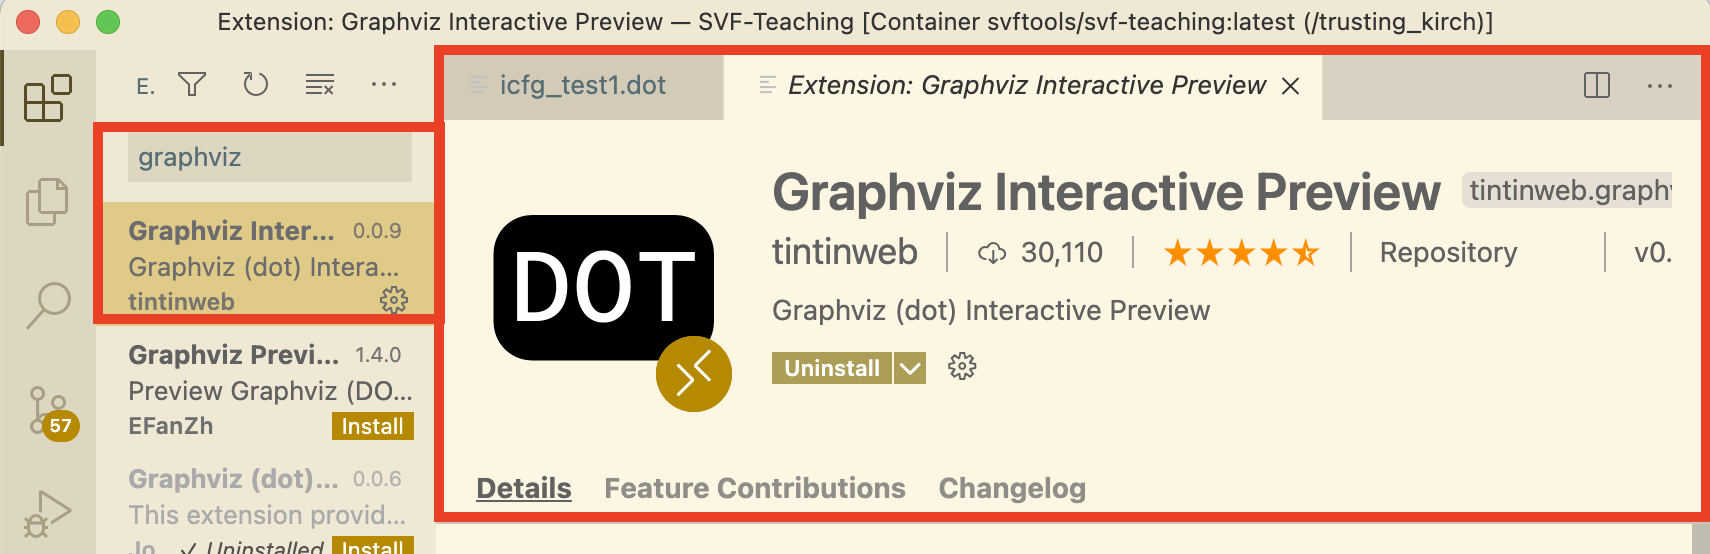 Extension: Graphviz Interactive Preview — SVF-Teaching [Container svftools/svf-teaching:latest (/trusting_kirch)]
E.
graphviz
Graphviz Inter... 0.0.9
Graphviz (dot) Intera...
tintinweb
Graphviz Previ... 1.4.0
Preview Graphviz (DO...
EFanZh Install
Graphviz (dot)... 0.0.6
This extension provid...
Jo Uninstalled Install
57
icfg_test1.dot Extension: Graphviz Interactive Preview
DOT
Graphviz Interactive Preview tintinweb.graph
tintinweb 30,110 Repository v0.
Graphviz (dot) Interactive Preview
Uninstall
Details Feature Contributions Changelog